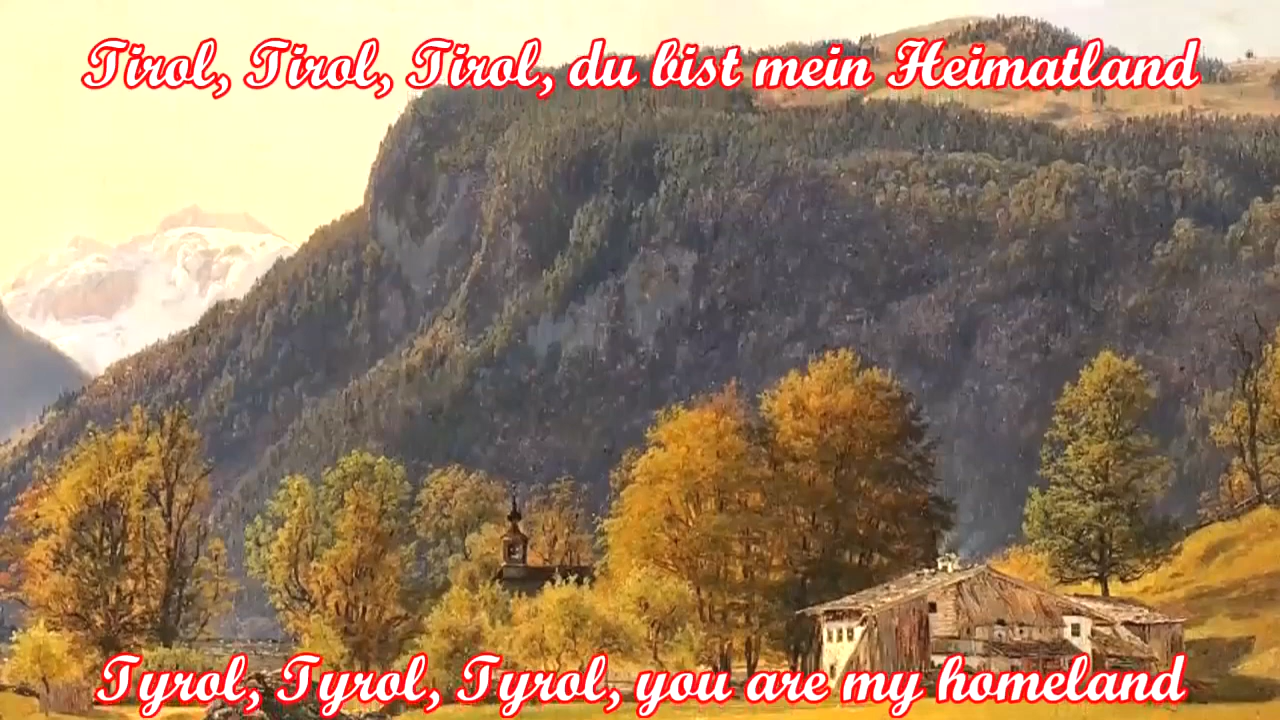 Tirol, Tirol, Tirol, du bist mein Heimatland
Tyrol, Tyrol, Tyrol, you are my homeland